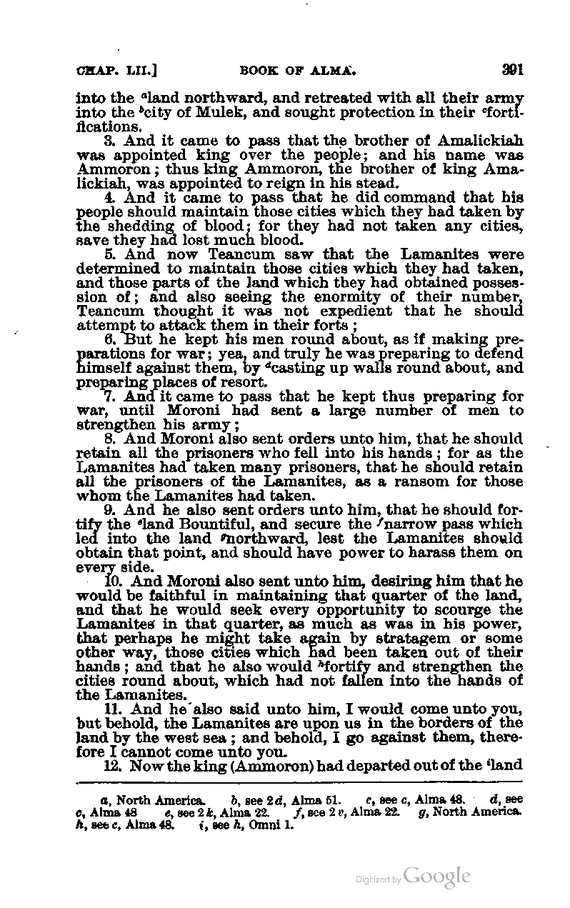 CHAP. LII.] BOOK OF ALMA. 391
into the ᵃland northward, and retreated with all their army
into the ᵇcity of Mulek, and sought protection in their ᶜforti-
fications.
3. And it came to pass that the brother of Amalickiah
was appointed king over the people; and his name was
Ammoron; thus king Ammoron, the brother of king Ama-
lickiah, was appointed to reign in his stead.
4. And it came to pass that he did command that his
people should maintain those cities which they had taken by
the shedding of blood; for they had not taken any cities,
save they had lost much blood.
5. And now Teancum saw that the Lamanites were
determined to maintain those cities which they had taken,
and those parts of the land which they had obtained posses-
sion of; and also seeing the enormity of their number,
Teancum thought it was not expedient that he should
attempt to attack them in their forts;
6. But he kept his men round about, as if making pre-
parations for war; yea, and truly he was preparing to defend
himself against them, by ᵈcasting up walls round about, and
preparing places of resort.
7. And it came to pass that he kept thus preparing for
war, until Moroni had sent a large number of men to
strengthen his army;
8. And Moroni also sent orders unto him, that he should
retain all the prisoners who fell into his hands; for as the
Lamanites had taken many prisoners, that he should retain
all the prisoners of the Lamanites, as a ransom for those
whom the Lamanites had taken.
9. And he also sent orders unto him, that he should for-
tify the ᵉland Bountiful, and secure the ᶠnarrow pass which
led into the land ᵍnorthward, lest the Lamanites should
obtain that point, and should have power to harass them on
every side.
10. And Moroni also sent unto him, desiring him that he
would be faithful in maintaining that quarter of the land,
and that he would seek every opportunity to scourge the
Lamanites in that quarter, as much as was in his power,
that perhaps he might take again by stratagem or some
other way, those cities which had been taken out of their
hands; and that he also would ʰfortify and strengthen the
cities round about, which had not fallen into the hands of
the Lamanites.
11. And he also said unto him, I would come unto you,
but behold, the Lamanites are upon us in the borders of the
land by the west sea; and behold, I go against them, there-
fore I cannot come unto you.
12. Now the king (Ammoron) had departed out of the ⁱland
a, North America. b, see 2d, Alma 51. c, see c, Alma 48. d, see
c, Alma 48 e, see 2 k, Alma 22. f, see 2 v, Alma 22. g, North America.
h, see c, Alma 48. i, see h, Omni 1.
Digitized by Google